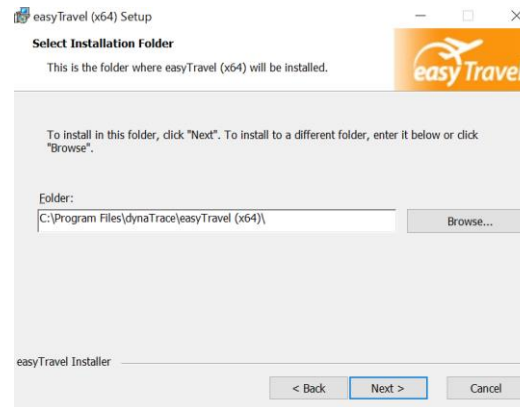 easyTravel (x64) Setup
Select Installation Folder
This is the folder where easyTravel (x64) will be installed.
easyTravel
To install in this folder, click "Next". To install to a different folder, enter it below or click
"Browse".
Folder:
C:\Program Files\dynaTrace\easyTravel (x64)\
Browse...
easyTravel Installer
< Back
Next >
Cancel